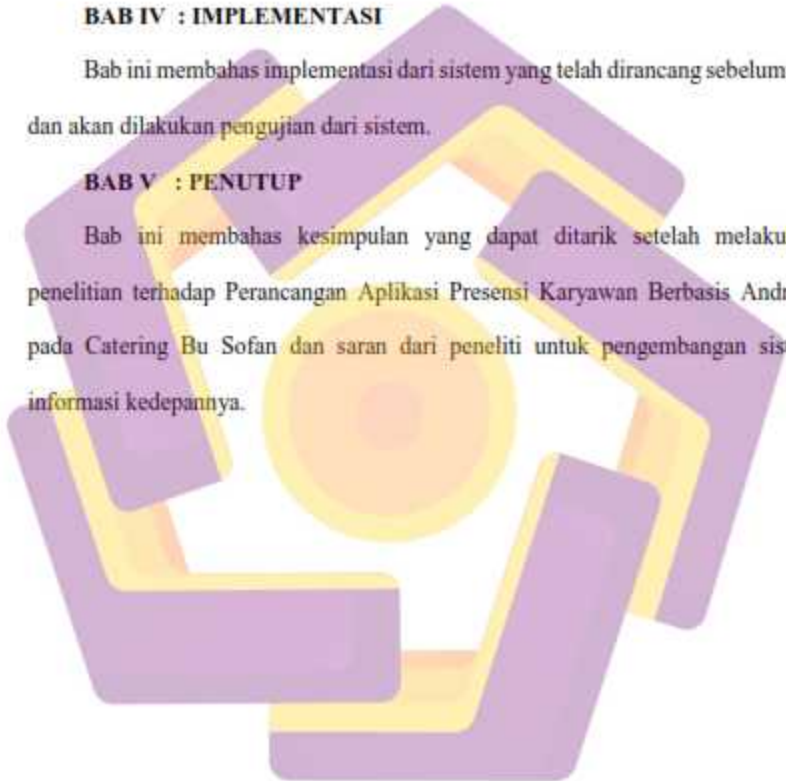 BAB IV : IMPLEMENTASI
Bab ini membahas implementasi dari sistem yang telah dirancang sebelum
dan akan dilakukan pengujian dari sistem.
BAB V : PENUTUP
Bab ini membahas kesimpulan yang dapat ditarik setelah melaku
penelitian terhadap Perancangan Aplikasi Presensi Karyawan Berbasis Andr
pada Catering Bu Sofan dan saran dari peneliti untuk pengembangan sis
informasi kedepannya.